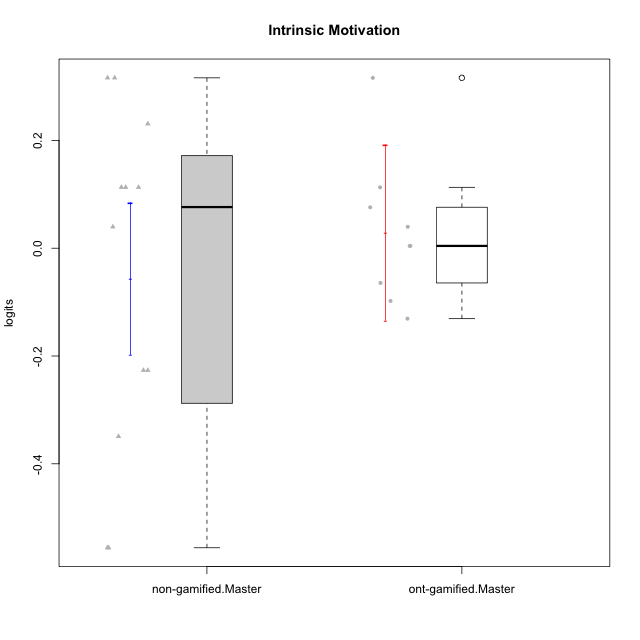 Intrinsic Motivation
logits
0.2
0.0
-0.2
-0.4
non-gamified.Master
ont-gamified.Master